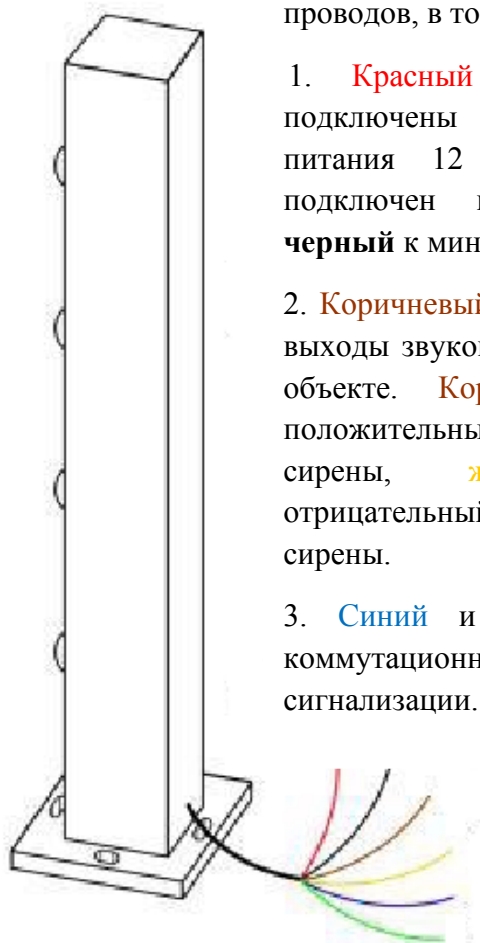 проводов, в то
1. Красный
подключены
питания 12
подключен
черный к мин
2. Коричневый
выходы звуко
объекте. Кор
положительны
сирены, ж
отрицательный
сирены.
3. Синий и
коммутационн
сигнализации.